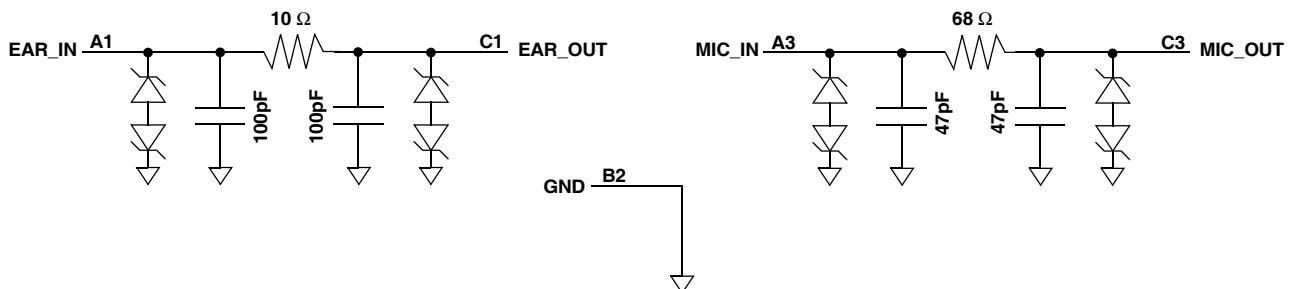 10 Ω
EAR_IN A1 C1 EAR_OUT
100pF 100pF
68 Ω
MIC_IN A3 C3 MIC_OUT
47pF 47pF
GND B2